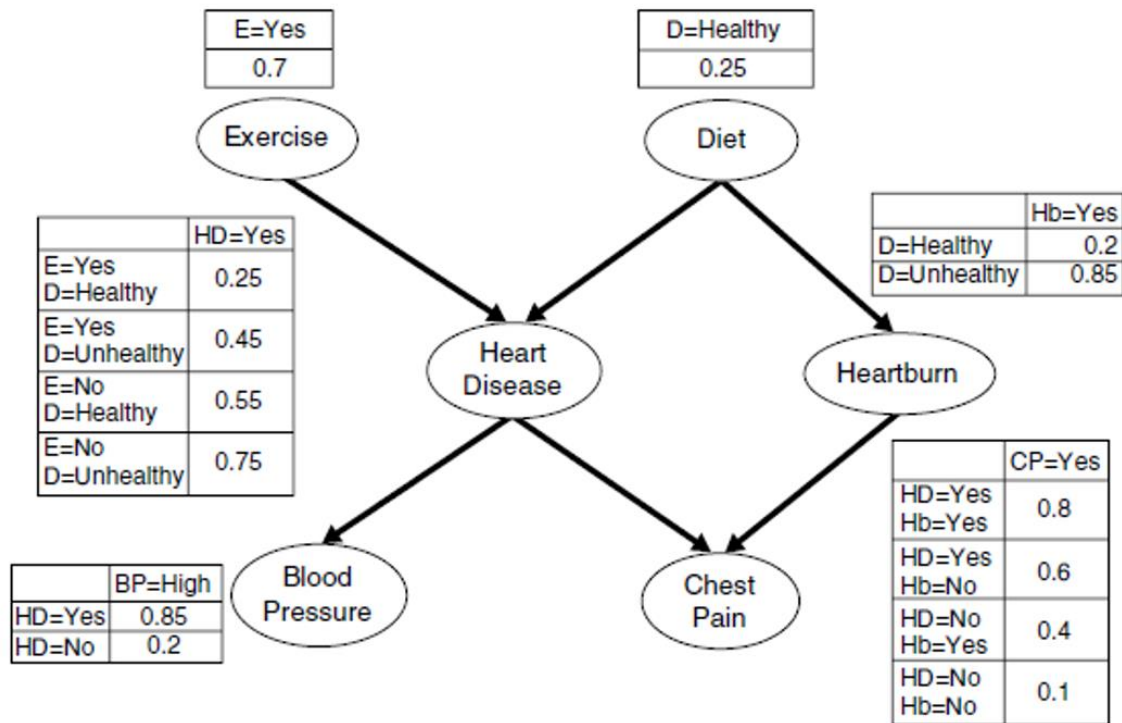 E=Yes
0.7
D=Healthy
0.25
Exercise
Diet
Hb=Yes
D=Healthy 0.2
D=Unhealthy 0.85
HD=Yes
E=Yes
D=Healthy
0.25
E=Yes
D=Unhealthy
0.45
E=No
D=Healthy
0.55
E=No
D=Unhealthy
0.75
Heart
Disease
Heartburn
CP=Yes
HD=Yes
Hb=Yes
0.8
HD=Yes
Hb=No
0.6
HD=No
Hb=Yes
0.4
HD=No
Hb=No
0.1
BP=High
HD=Yes 0.85
HD=No 0.2
Blood
Pressure
Chest
Pain